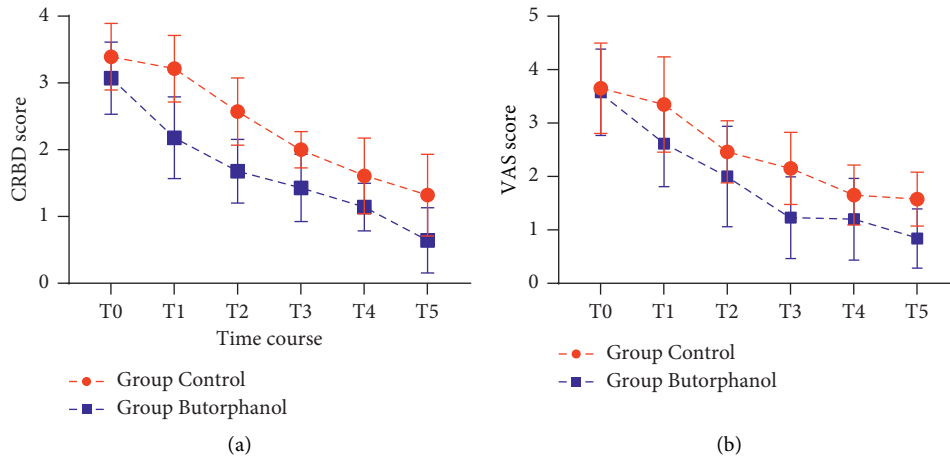 4
3
2
1
0
CRBD score
T0 T1 T2 T3 T4 T5
Time course
Group Control
Group Butorphanol
(a)
5
4
3
2
1
0
VAS score
T0 T1 T2 T3 T4 T5
Group Control
Group Butorphanol
(b)